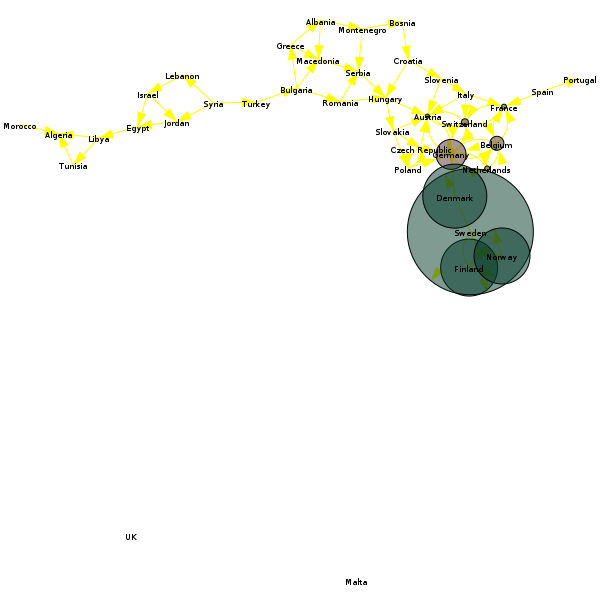 Albania
Bosnia
Montenegro
Greece
Macedonia
Croatia
Serbia
Lebanon
Slovenia
Portugal
Bulgaria
Spain
Israel
Italy
Hungary
Syria
Turkey
Romania
France
Jordan
Austria
Switzerland
Morocco
Egypt
Slovakia
Algeria
Libya
Belgium
Czech Republic
Germany
Tunisia
Poland
Netherlands
Denmark
Sweden
Norway
Finland
UK
Malta